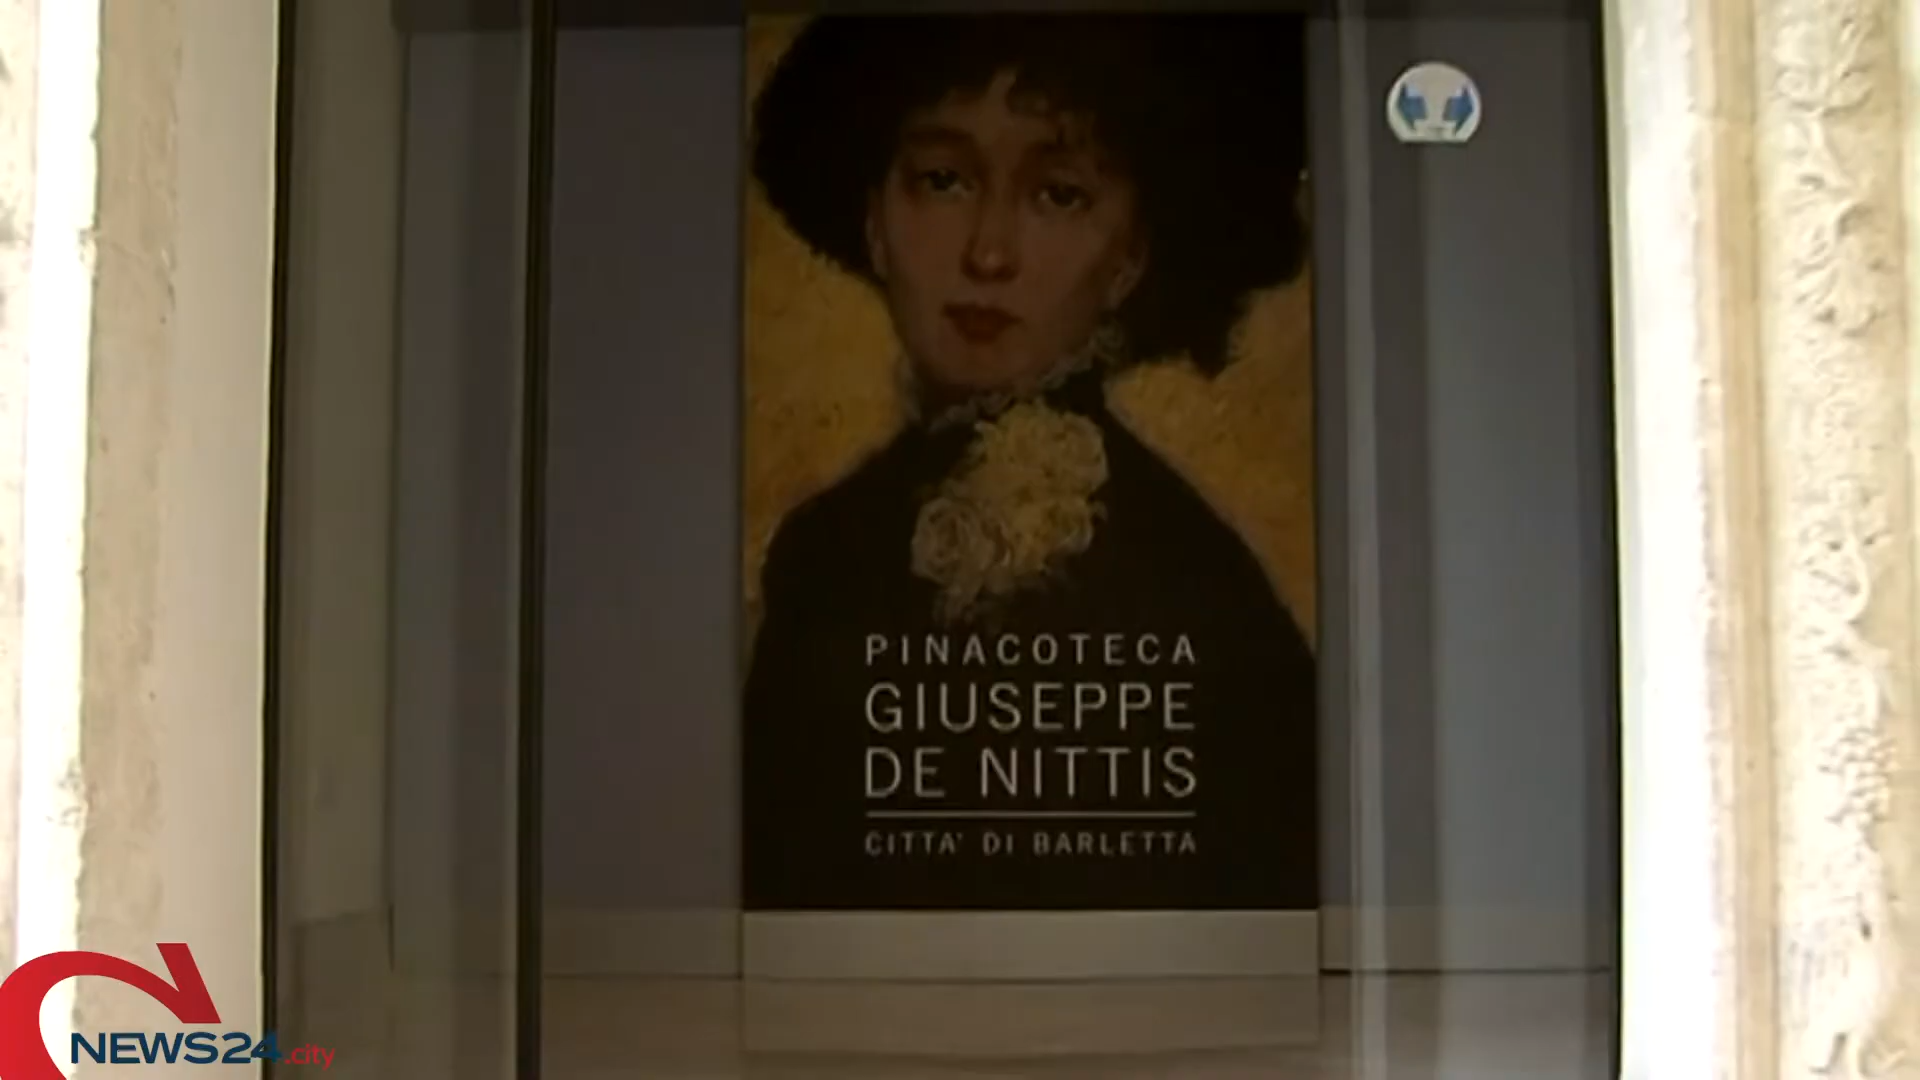 PINACOTECA
GIUSEPPE
DE NITTIS
CITTA' DI BARLETTA
NEWS24.city